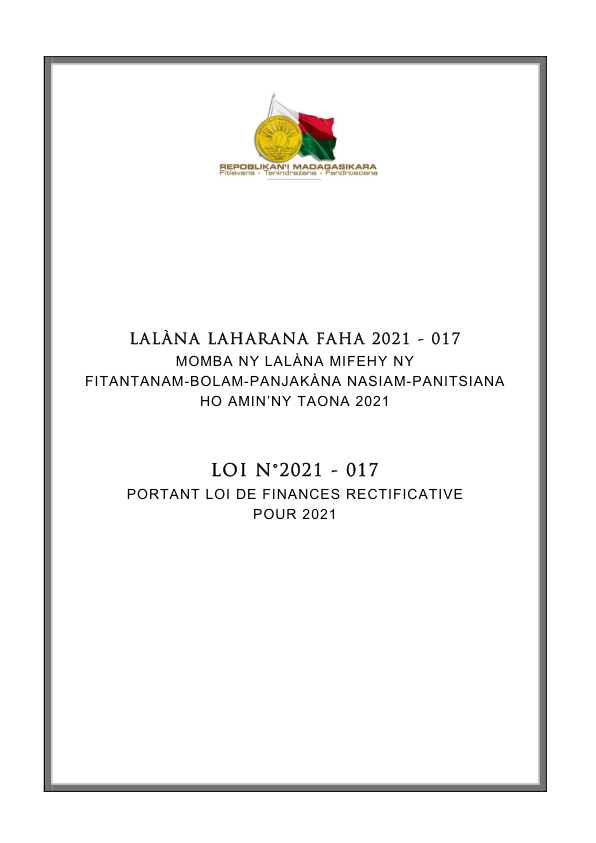 REPOBLIKAN'I MADAGASIKARA
Fitiavana - Tanindrazana - Fandrosoana
LALÀNA LAHARANA FAHA 2021 - 017
MOMBA NY LALÀNA MIFEHY NY
FITANTANAM-BOLAM-PANJAKÀNA NASIAM-PANITSIANA
HO AMIN'NY TAONA 2021
LOI N°2021 - 017
PORTANT LOI DE FINANCES RECTIFICATIVE
POUR 2021